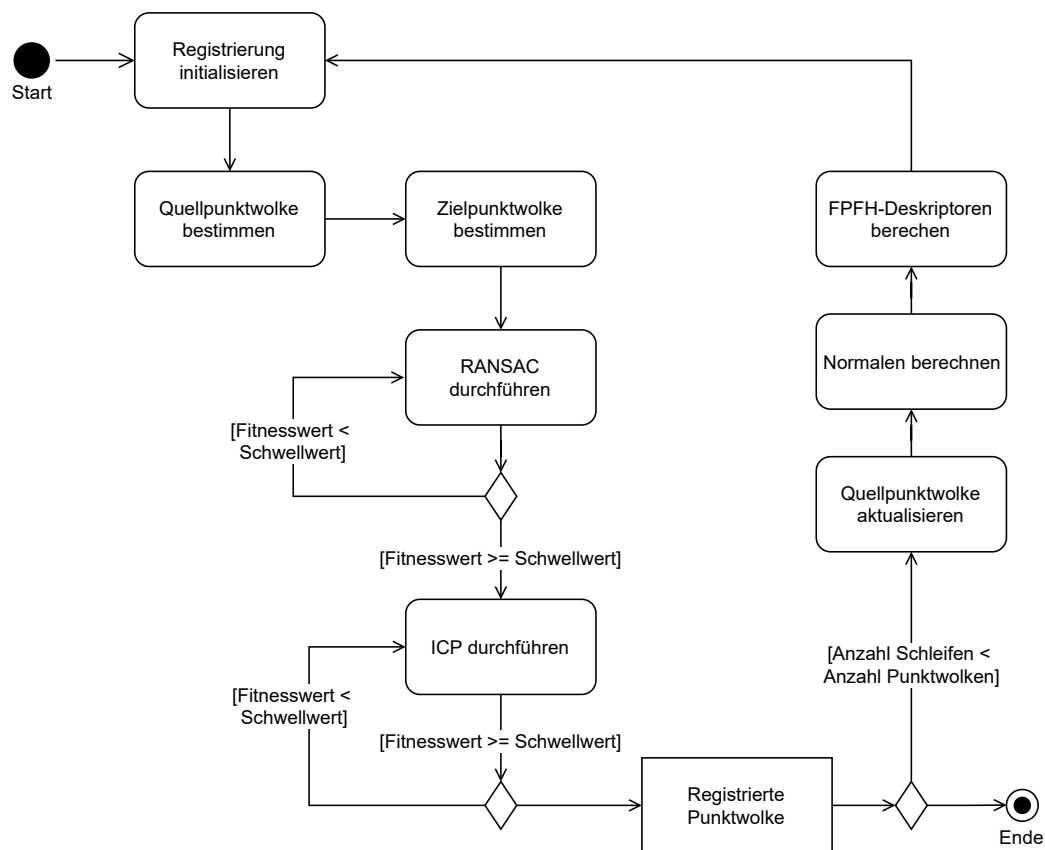 Registrierung
initialisieren
Start
Quellpunktwolke
bestimmen
Zielpunktwolke
bestimmen
FPFH-Deskriptoren
berechen
RANSAC
durchführen
Normalen berechnen
[Fitnesswert <
Schwellwert]
Quellpunktwolke
aktualisieren
[Fitnesswert >= Schwellwert]
ICP durchführen
[Anzahl Schleifen <
Anzahl Punktwolken]
[Fitnesswert <
Schwellwert]
[Fitnesswert >= Schwellwert]
Registrierte
Punktwolke
Ende